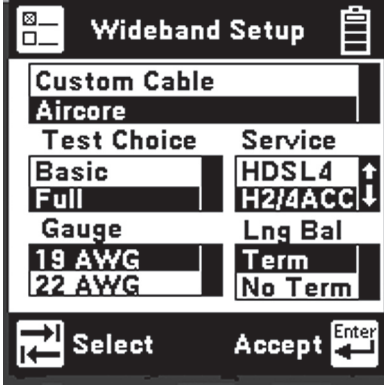 Wideband Setup
Custom Cable
Aircore
Test Choice Service
Basic HDSL4
Full H2/4ACC
Gauge Lng Bal
19 AWG Term
22 AWG No Term
Select Accept Enter